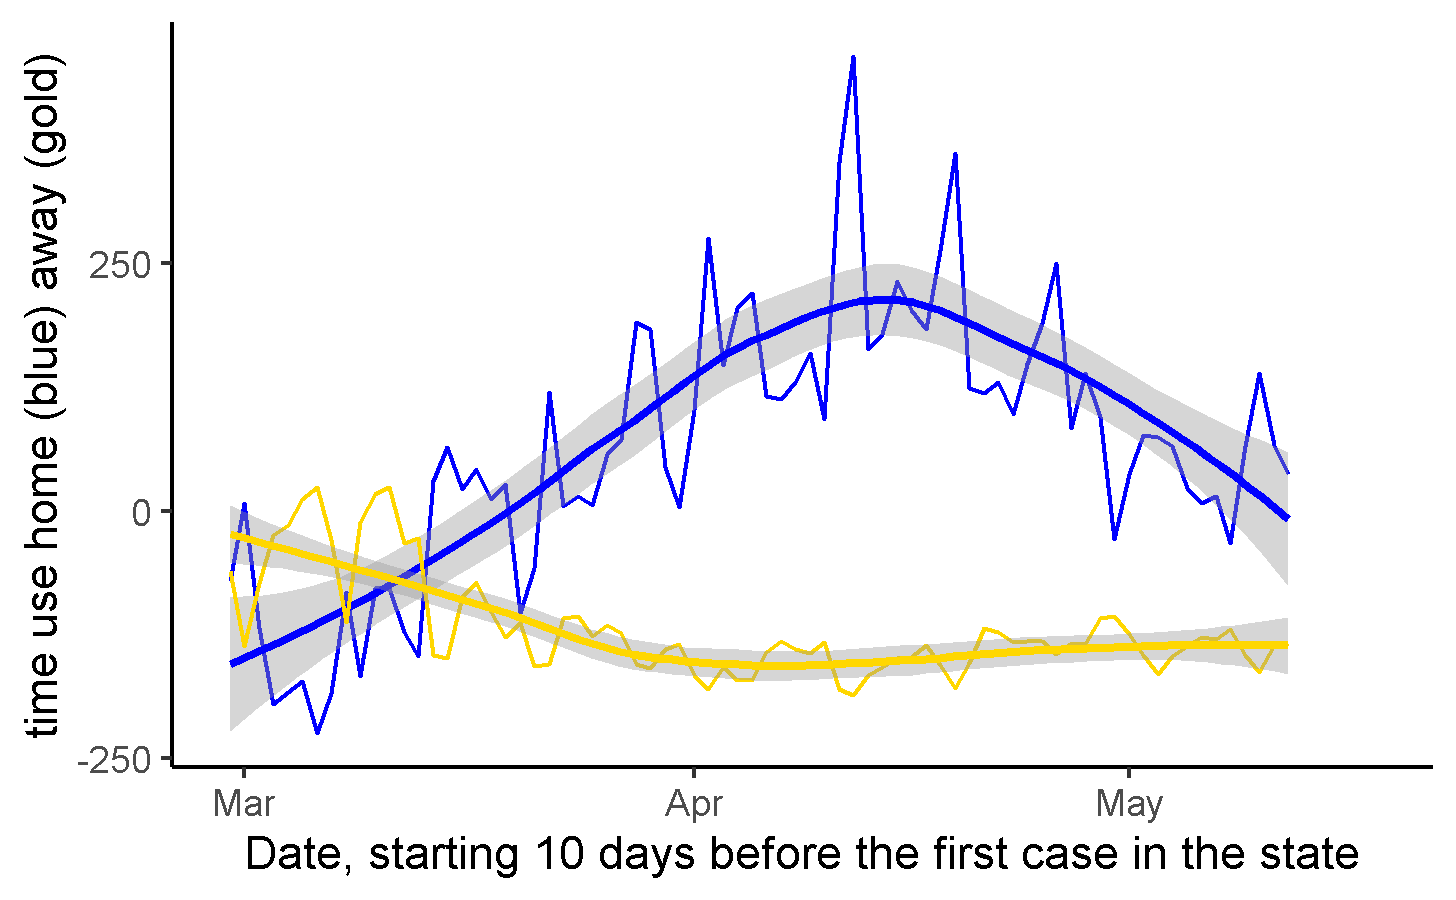 time use home (blue) away (gold)
250
0
-250
Mar Apr May
Date, starting 10 days before the first case in the state